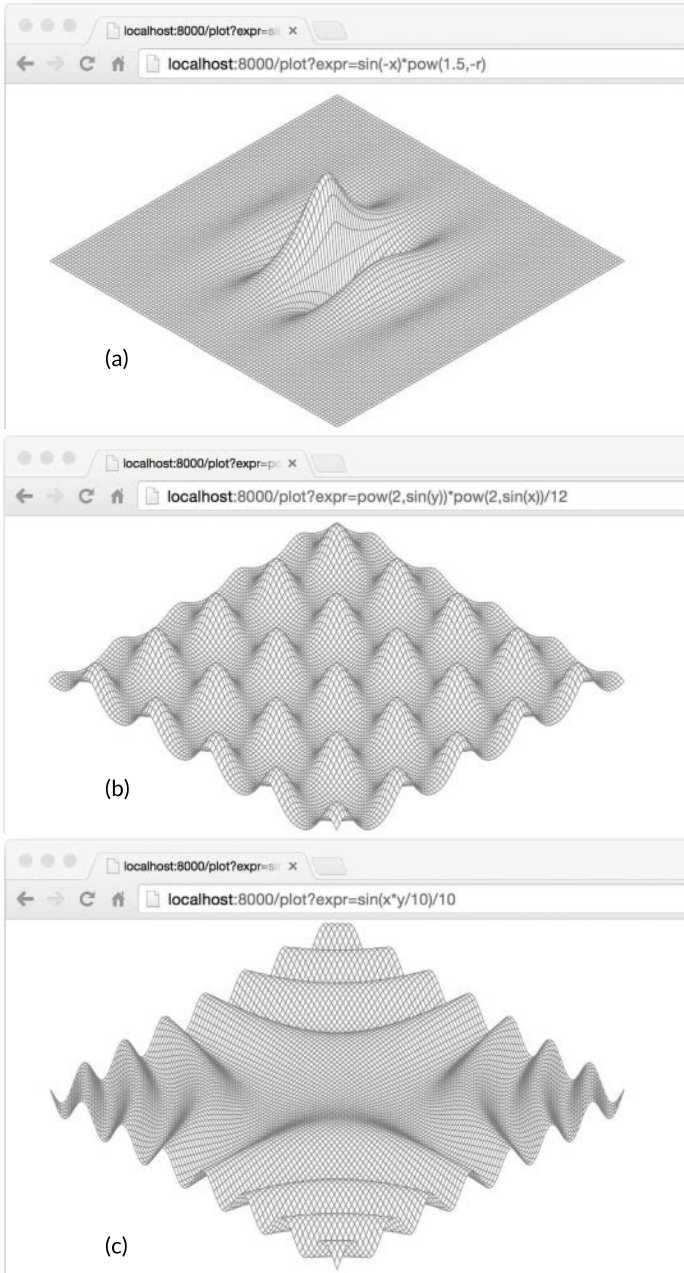 localhost:8000/plot?expr=si
localhost:8000/plot?expr=sin(-x)*pow(1.5,-r)
(a)
localhost:8000/plot?expr=po
localhost:8000/plot?expr=pow(2,sin(y))*pow(2,sin(x))/12
(b)
localhost:8000/plot?expr=si
localhost:8000/plot?expr=sin(x*y/10)/10
(c)